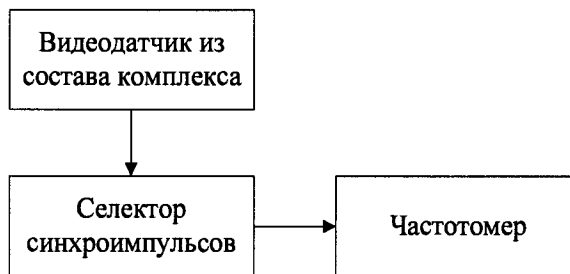 Видеодатчик из
состава комплекса
Селектор
синхроимпульсов
Частотомер